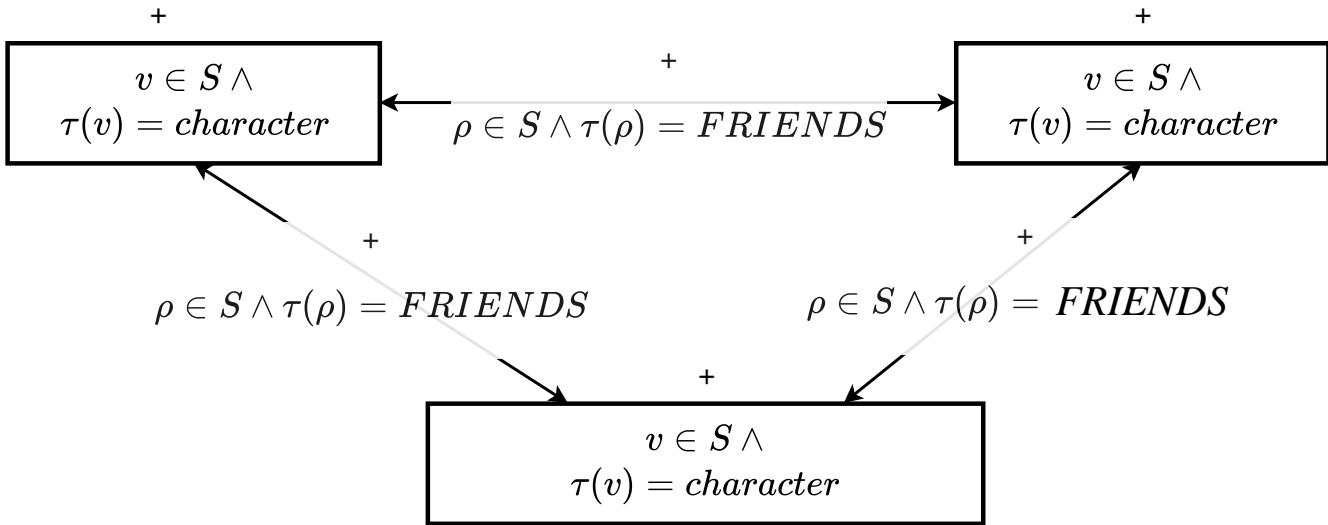 + +
v ∈ S ∧ v ∈ S ∧
τ(v) = character τ(v) = character
+
ρ ∈ S ∧ τ(ρ) = FRIENDS
+ +
ρ ∈ S ∧ τ(ρ) = FRIENDS ρ ∈ S ∧ τ(ρ) = FRIENDS
+
v ∈ S ∧
τ(v) = character